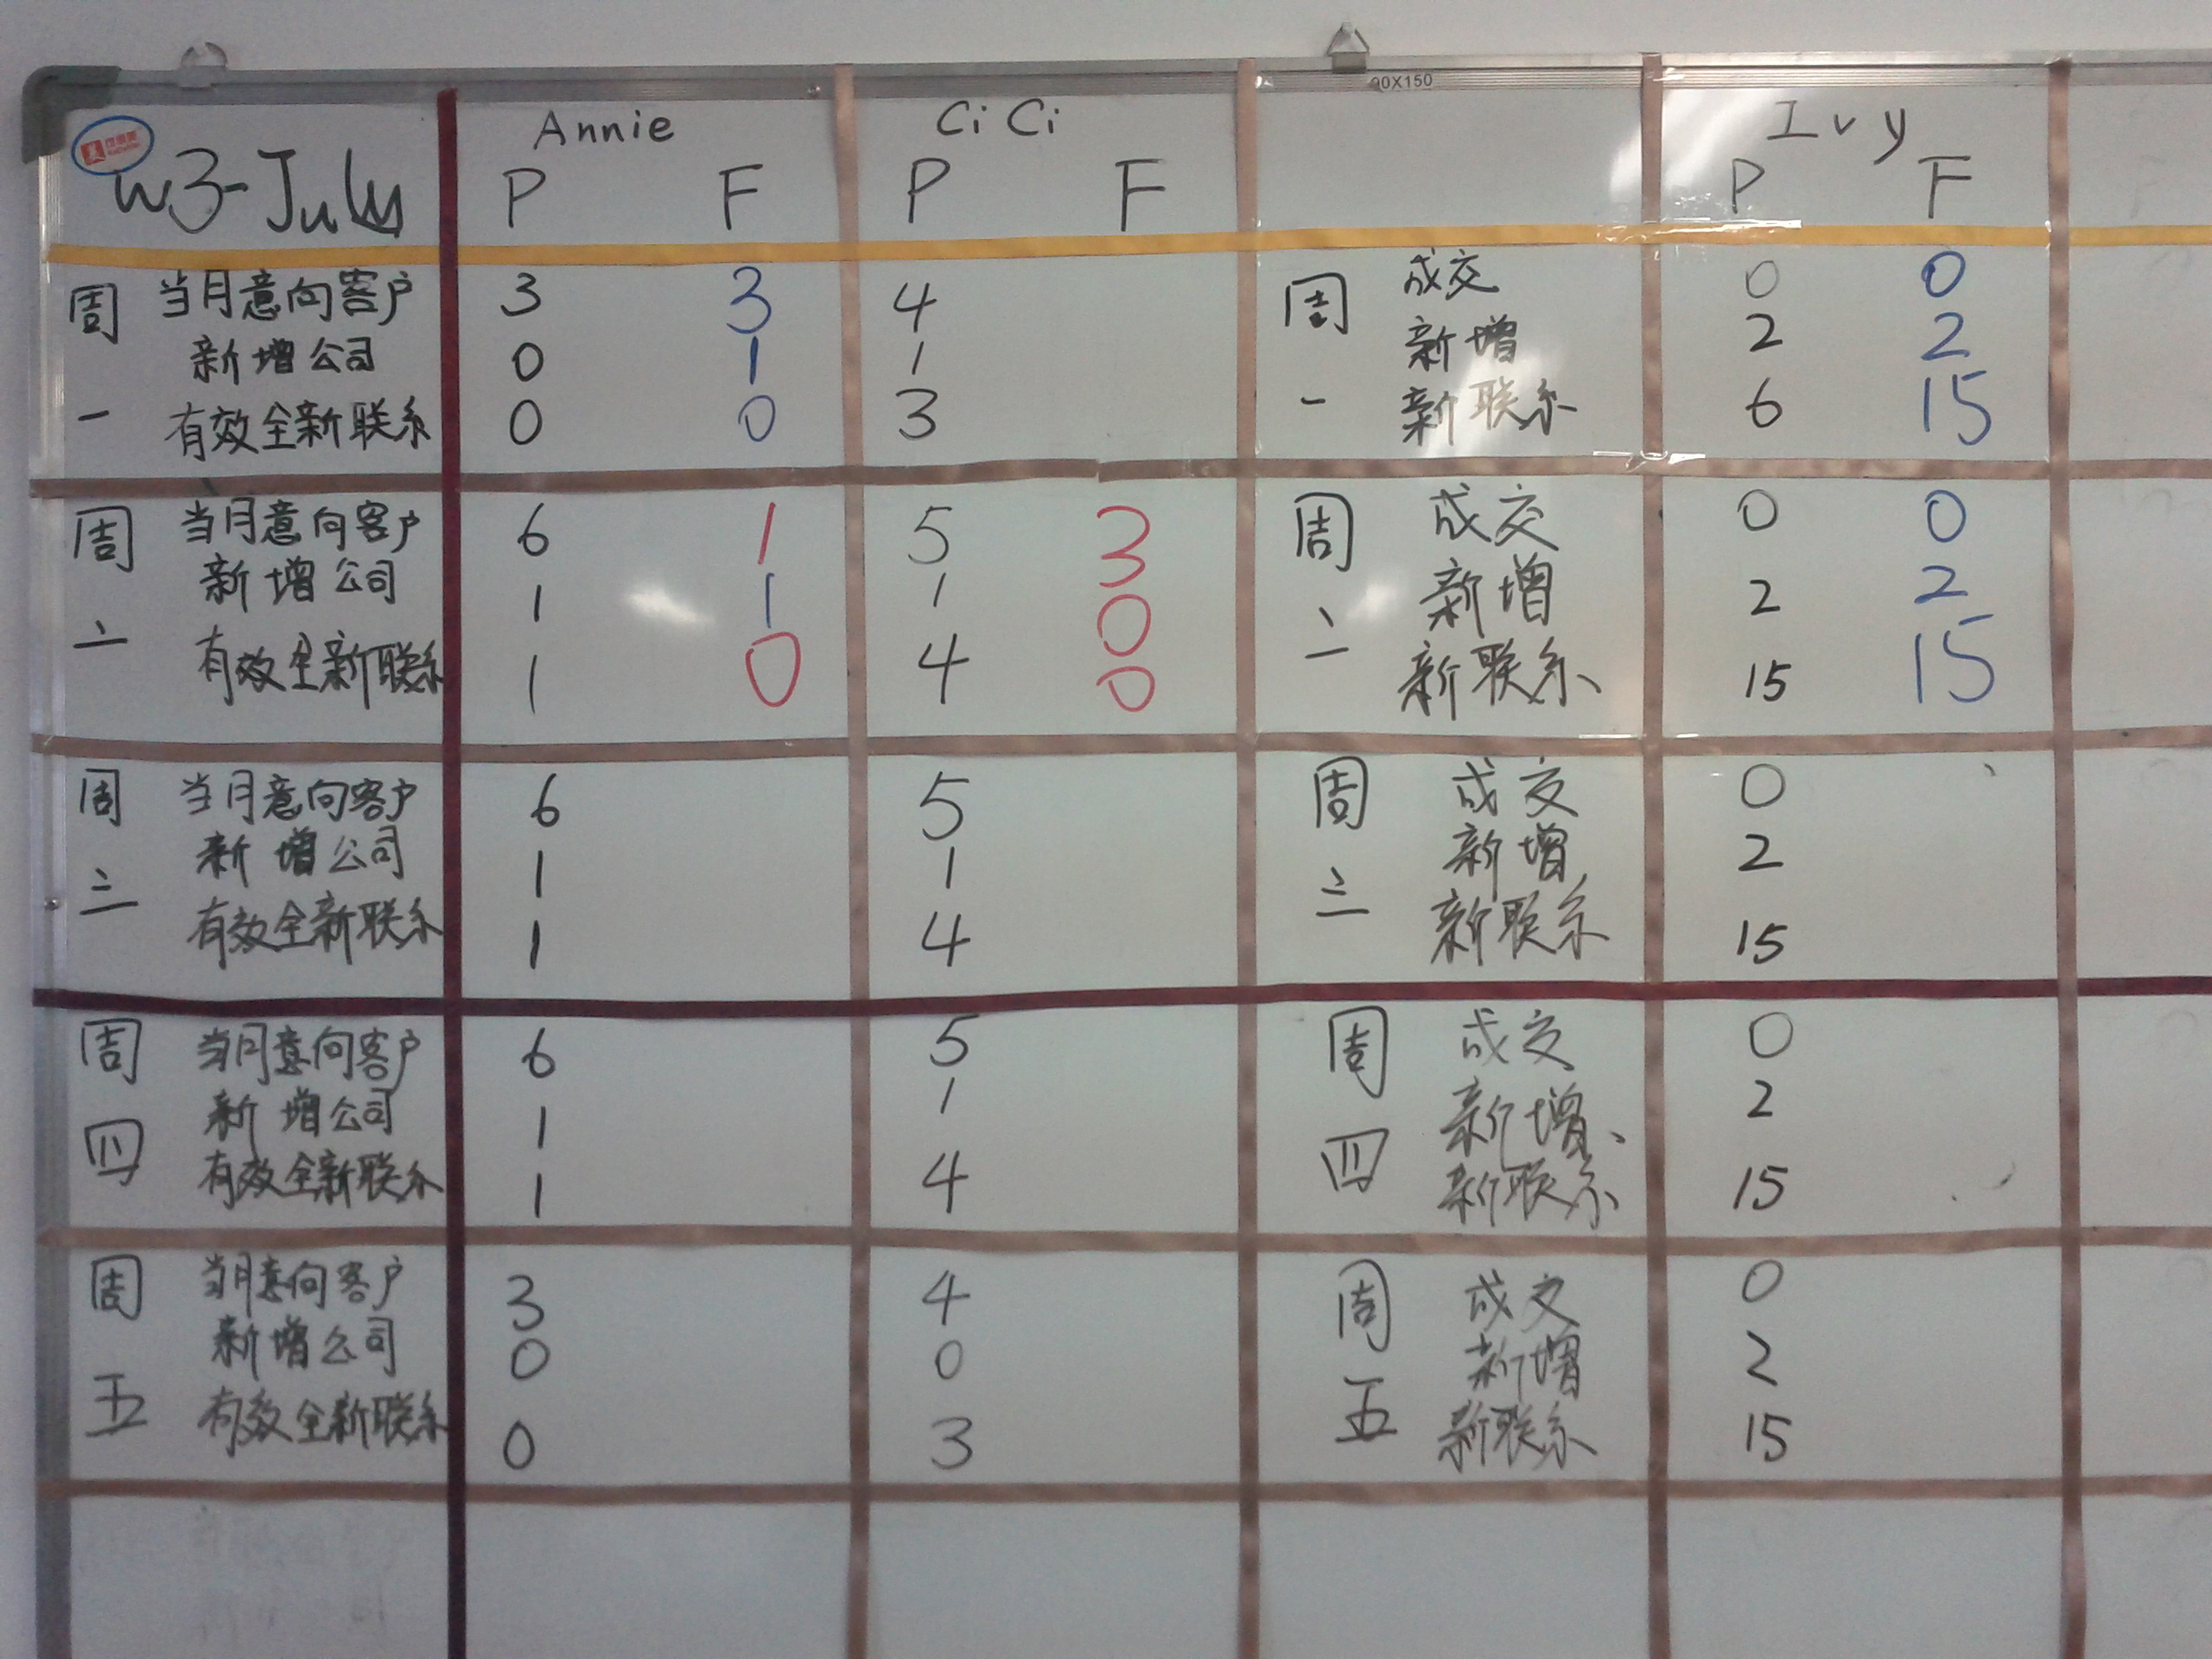 90X150
Annie CiCi Ivy
W3-July P F P F P F
周一 当月意向客户 3 3 4 周一 成交 0 0
新增公司 0 1 1 新增 2 2
有效全新联系 0 0 3 新联系 6 15
周二 当月意向客户 6 1 5 3 周二 成交 0 0
新增公司 1 1 1 0 新增 2 2
有效全新联系 1 0 4 0 新联系 15 15
周三 当月意向客户 6 5 周三 成交 0
新增公司 1 1 新增 2
有效全新联系 1 4 新联系 15
周四 当月意向客户 6 5 周四 成交 0
新增公司 1 1 新增 2
有效全新联系 1 4 新联系 15
周五 当月意向客户 3 4 周五 成交 0
新增公司 0 0 新增 2
有效全新联系 0 3 新联系 15